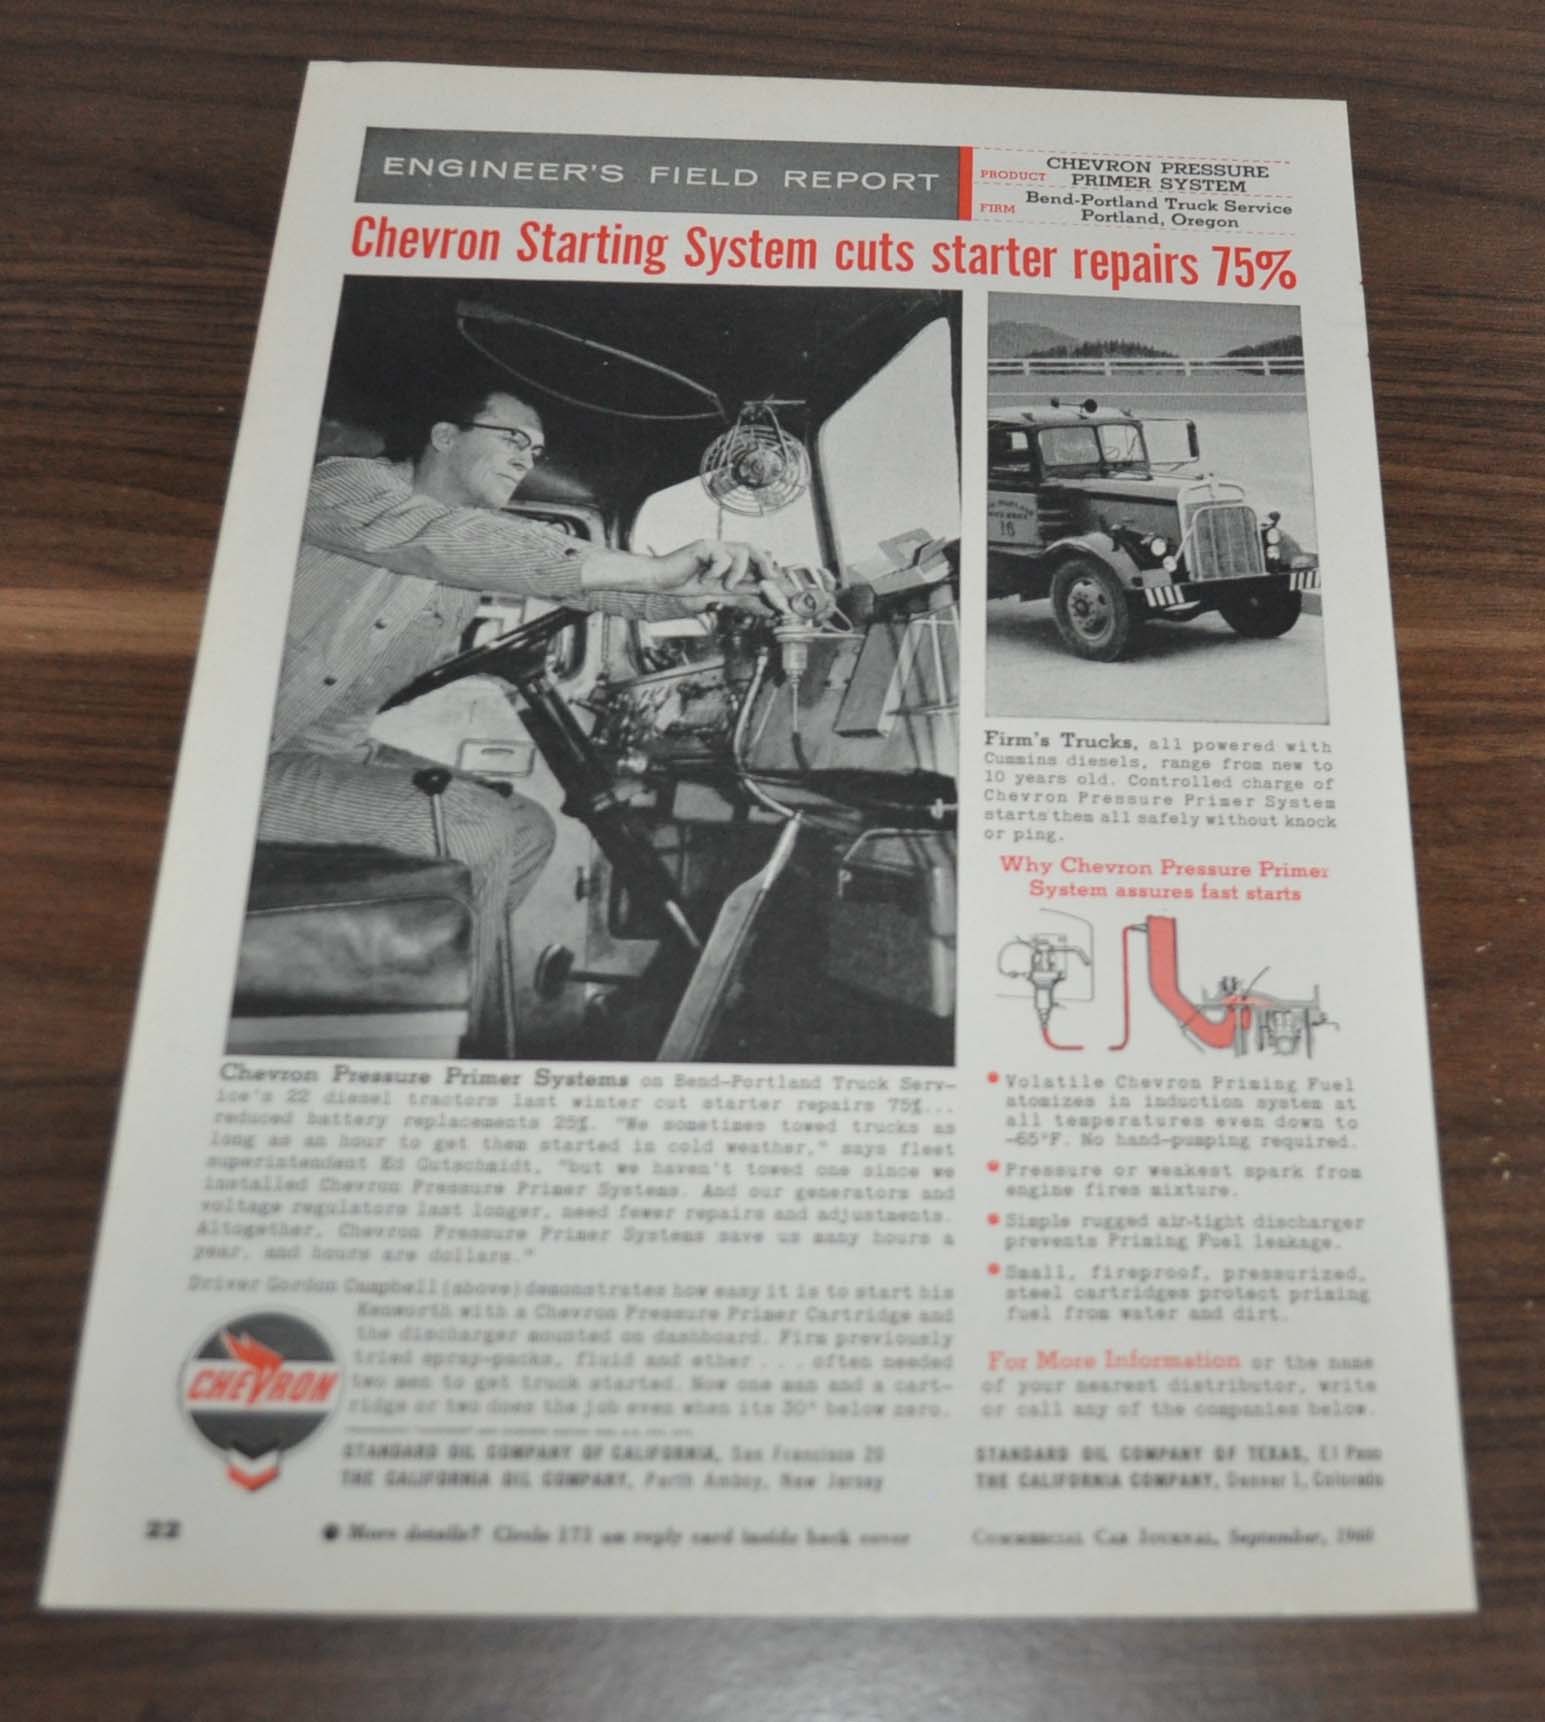 ENGINEER'S FIELD REPORT
PRODUCT CHEVRON PRESSURE
PRIMER SYSTEM
FIRM Bend-Portland Truck Service
Portland, Oregon
Chevron Starting System cuts starter repairs 75%
16
Firm's Trucks, all powered with
Cummins diesels, range from new to
10 years old. Controlled charge of
Chevron Pressure Primer System
starts them all safely without knock
or ping.
Why Chevron Pressure Primer
System assures fast starts
Chevron Pressure Primer Systems on Bend-Portland Truck Serv-
ice's 22 diesel tractors last winter cut starter repairs 75%...
reduced battery replacements 25%. "We sometimes towed trucks as
long as an hour to get them started in cold weather," says fleet
superintendent Ed Gutschmidt, "but we haven't towed one since we
installed Chevron Pressure Primer Systems. And our generators and
voltage regulators last longer, need fewer repairs and adjustments.
Altogether, Chevron Pressure Primer Systems save us many hours a
year, and hours are dollars."
Driver Gordon Campbell (above) demonstrates how easy it is to start his
Kenworth with a Chevron Pressure Primer Cartridge and
the discharger mounted on dashboard. Firm previously
tried spray-packs, fluid and ether . . . often needed
two men to get truck started. Now one man and a cart-
ridge or two does the job even when its 30° below zero.
• Volatile Chevron Priming Fuel
atomizes in induction system at
all temperatures even down to
-65°F. No hand-pumping required.
• Pressure or weakest spark from
engine fires mixture.
• Simple rugged air-tight discharger
prevents Priming Fuel leakage.
• Small, fireproof, pressurized,
steel cartridges protect priming
fuel from water and dirt.
For More Information or the name
of your nearest distributor, write
or call any of the companies below.
CHEVRON
STANDARD OIL COMPANY OF CALIFORNIA, San Francisco 20
THE CALIFORNIA OIL COMPANY, Perth Amboy, New Jersey
STANDARD OIL COMPANY OF TEXAS, El Paso
THE CALIFORNIA COMPANY, Denver 1, Colorado
22
• More details? Circle 171 on reply card inside back cover
COMMERCIAL CAR JOURNAL, September, 1960